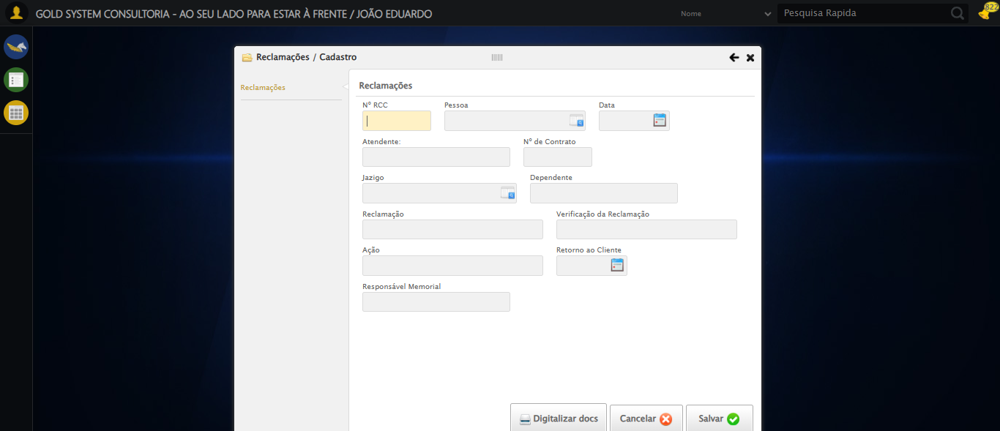 GOLD SYSTEM CONSULTORIA - AO SEU LADO PARA ESTAR À FRENTE / JOÃO EDUARDO
Nome
Pesquisa Rapida
822
Reclamações / Cadastro
Reclamações
Reclamações
Nº RCC
Pessoa
Data
Atendente:
Nº de Contrato
Jazigo
Dependente
Reclamação
Verificação da Reclamação
Ação
Retorno ao Cliente
Responsável Memorial
Digitalizar docs
Cancelar
Salvar